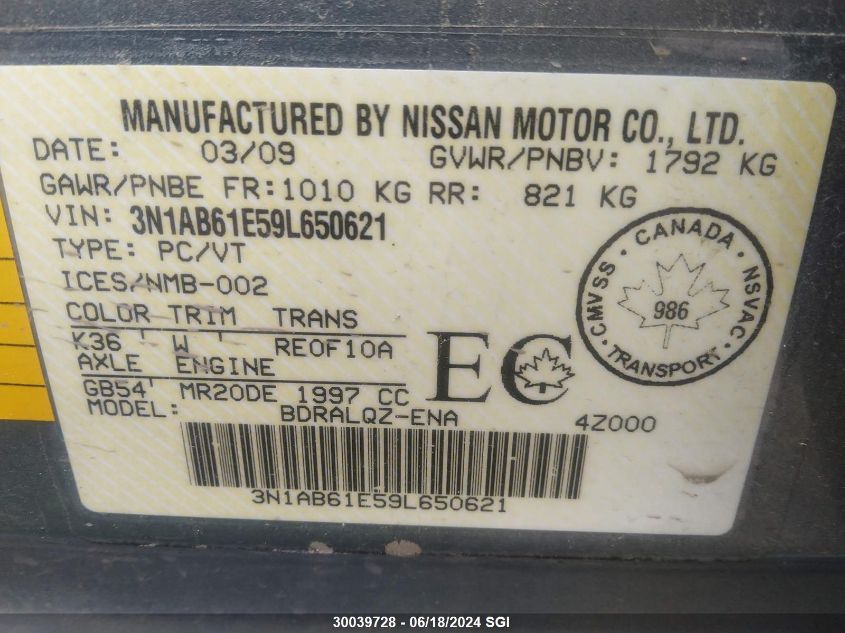 MANUFACTURED BY NISSAN MOTOR CO., LTD.
DATE: 03/09 GVWR/PNBV: 1792 KG
GAWR/PNBE FR:1010 KG RR: 821 KG
VIN: 3N1AB61E59L650621
TYPE: PC/VT
ICES/NMB-002
COLOR TRIM TRANS
K36 ' W ' RE0F10A
AXLE ENGINE
GB54' MR20DE 1997 CC
MODEL: BDRALQZ-ENA
4Z000
EC
CANADA
CMVSS · NSVAC
986
TRANSPORT
3N1AB61E59L650621
30039728 - 06/18/2024 SGI